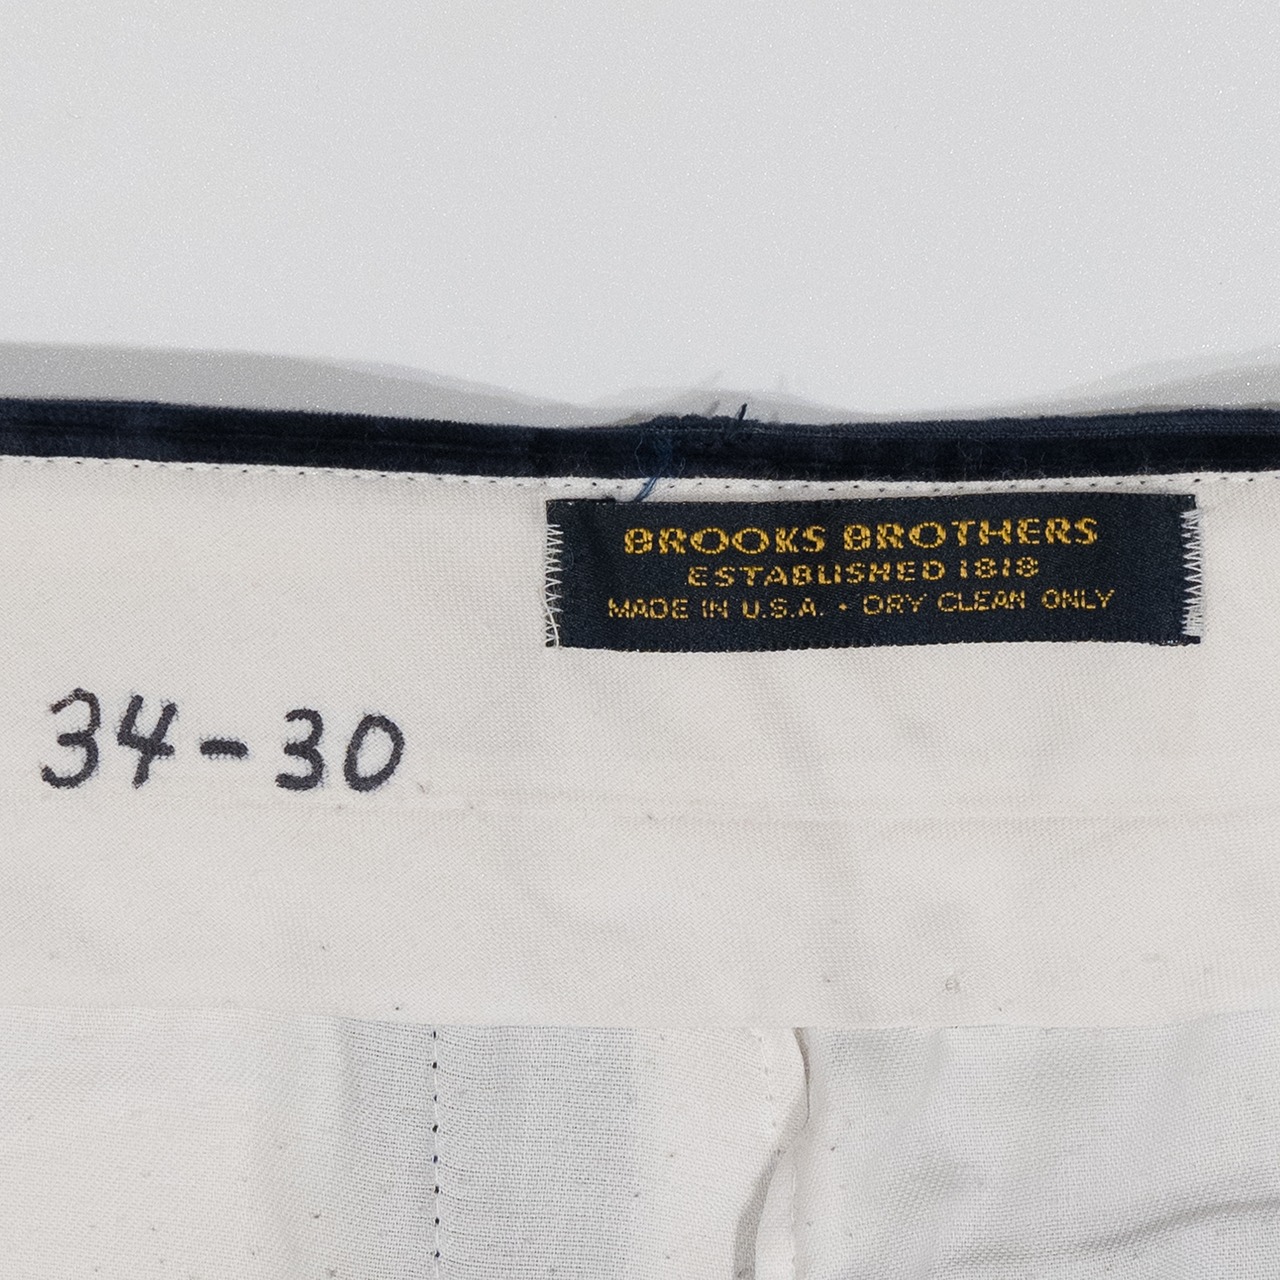 BROOKS BROTHERS
ESTABLISHED 1818
MADE IN U.S.A. • DRY CLEAN ONLY
34-30